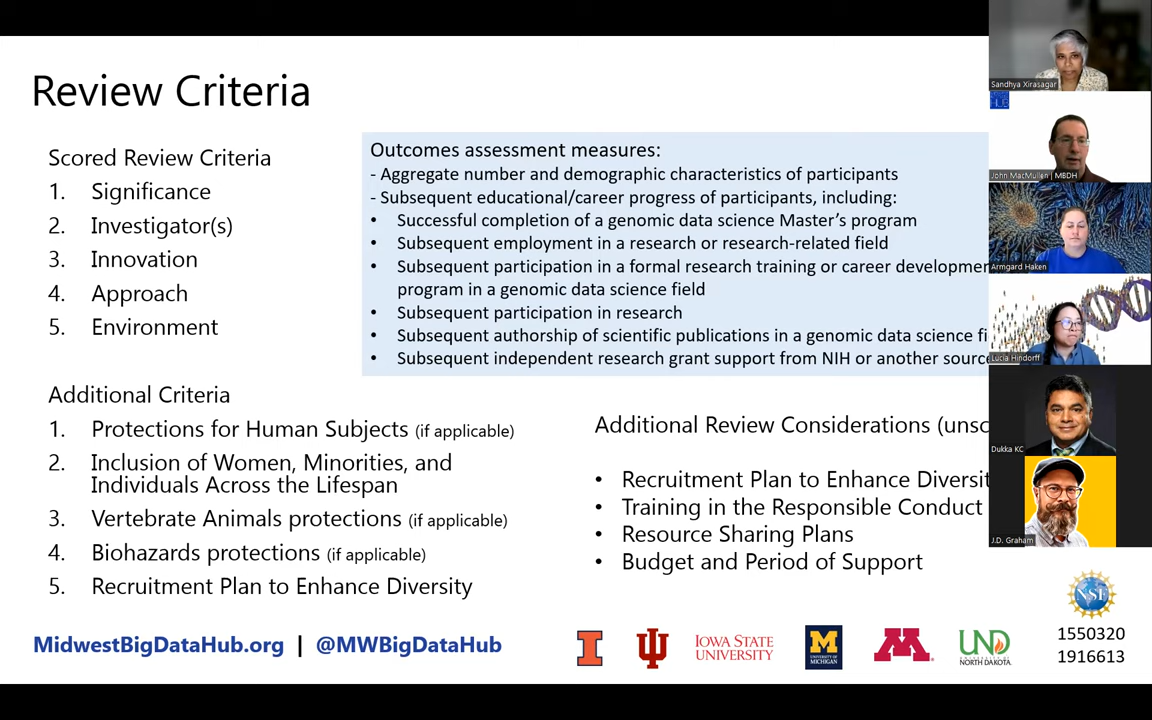 Review Criteria
Scored Review Criteria
1. Significance
2. Investigator(s)
3. Innovation
4. Approach
5. Environment
Outcomes assessment measures:
- Aggregate number and demographic characteristics of participants
- Subsequent educational/career progress of participants, including:
• Successful completion of a genomic data science Master's program
• Subsequent employment in a research or research-related field
• Subsequent participation in a formal research training or career developmen
program in a genomic data science field
• Subsequent participation in research
• Subsequent authorship of scientific publications in a genomic data science fi
• Subsequent independent research grant support from NIH or another sourc
Additional Criteria
1. Protections for Human Subjects (if applicable)
2. Inclusion of Women, Minorities, and
Individuals Across the Lifespan
3. Vertebrate Animals protections (if applicable)
4. Biohazards protections (if applicable)
5. Recruitment Plan to Enhance Diversity
Additional Review Considerations (unsc
• Recruitment Plan to Enhance Diversit
• Training in the Responsible Conduct
• Resource Sharing Plans
• Budget and Period of Support
MidwestBigDataHub.org | @MWBigDataHub
I
IOWA STATE
UNIVERSITY
M
UNIVERSITY OF
MICHIGAN
M
UND
UNIVERSITY OF
NORTH DAKOTA
NSF
1550320
1916613
Sandhya Xirasagar
HUB
John MacMullen | MBDH
Armgard Haken
Lucia Hindorff
Dukka KC
J.D. Graham